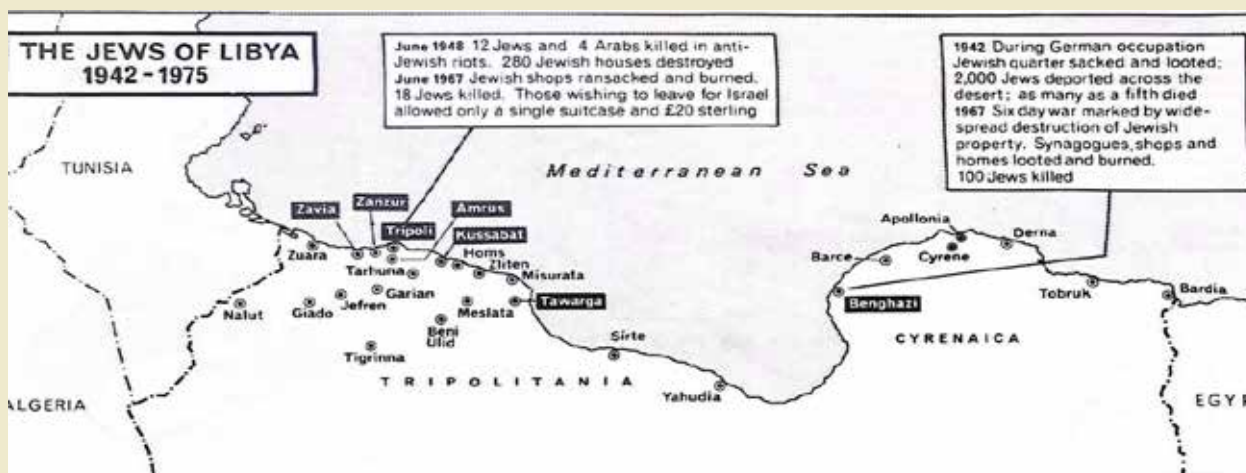 THE JEWS OF LIBYA
1942-1975
June 1948 12 Jews and 4 Arabs killed in anti-
Jewish riots. 280 Jewish houses destroyed
June 1967 Jewish shops ransacked and burned.
18 Jews killed. Those wishing to leave for Israel
allowed only a single suitcase and £20 sterling
1942 During German occupation
Jewish quarter sacked and looted;
2,000 Jews deported across the
desert; as many as a fifth died
1967 Six day war marked by wide-
spread destruction of Jewish
property. Synagogues, shops and
homes looted and burned.
100 Jews killed
TUNISIA
Mediterranean Sea
Zavia
Zanzur
Tripoli
Amrus
Kussabat
Zuara
Tarhuna
Homs
Zliten
Misurata
Nalut
Giado
Jefren
Garian
Meslata
Tawarga
Beni
Ulid
Tigrinna
Sirte
Yahudia
TRIPOLITANIA
Apollonia
Derna
Barce
Cyrene
Benghazi
Tobruk
Bardia
CYRENAICA
ALGERIA
EGYP